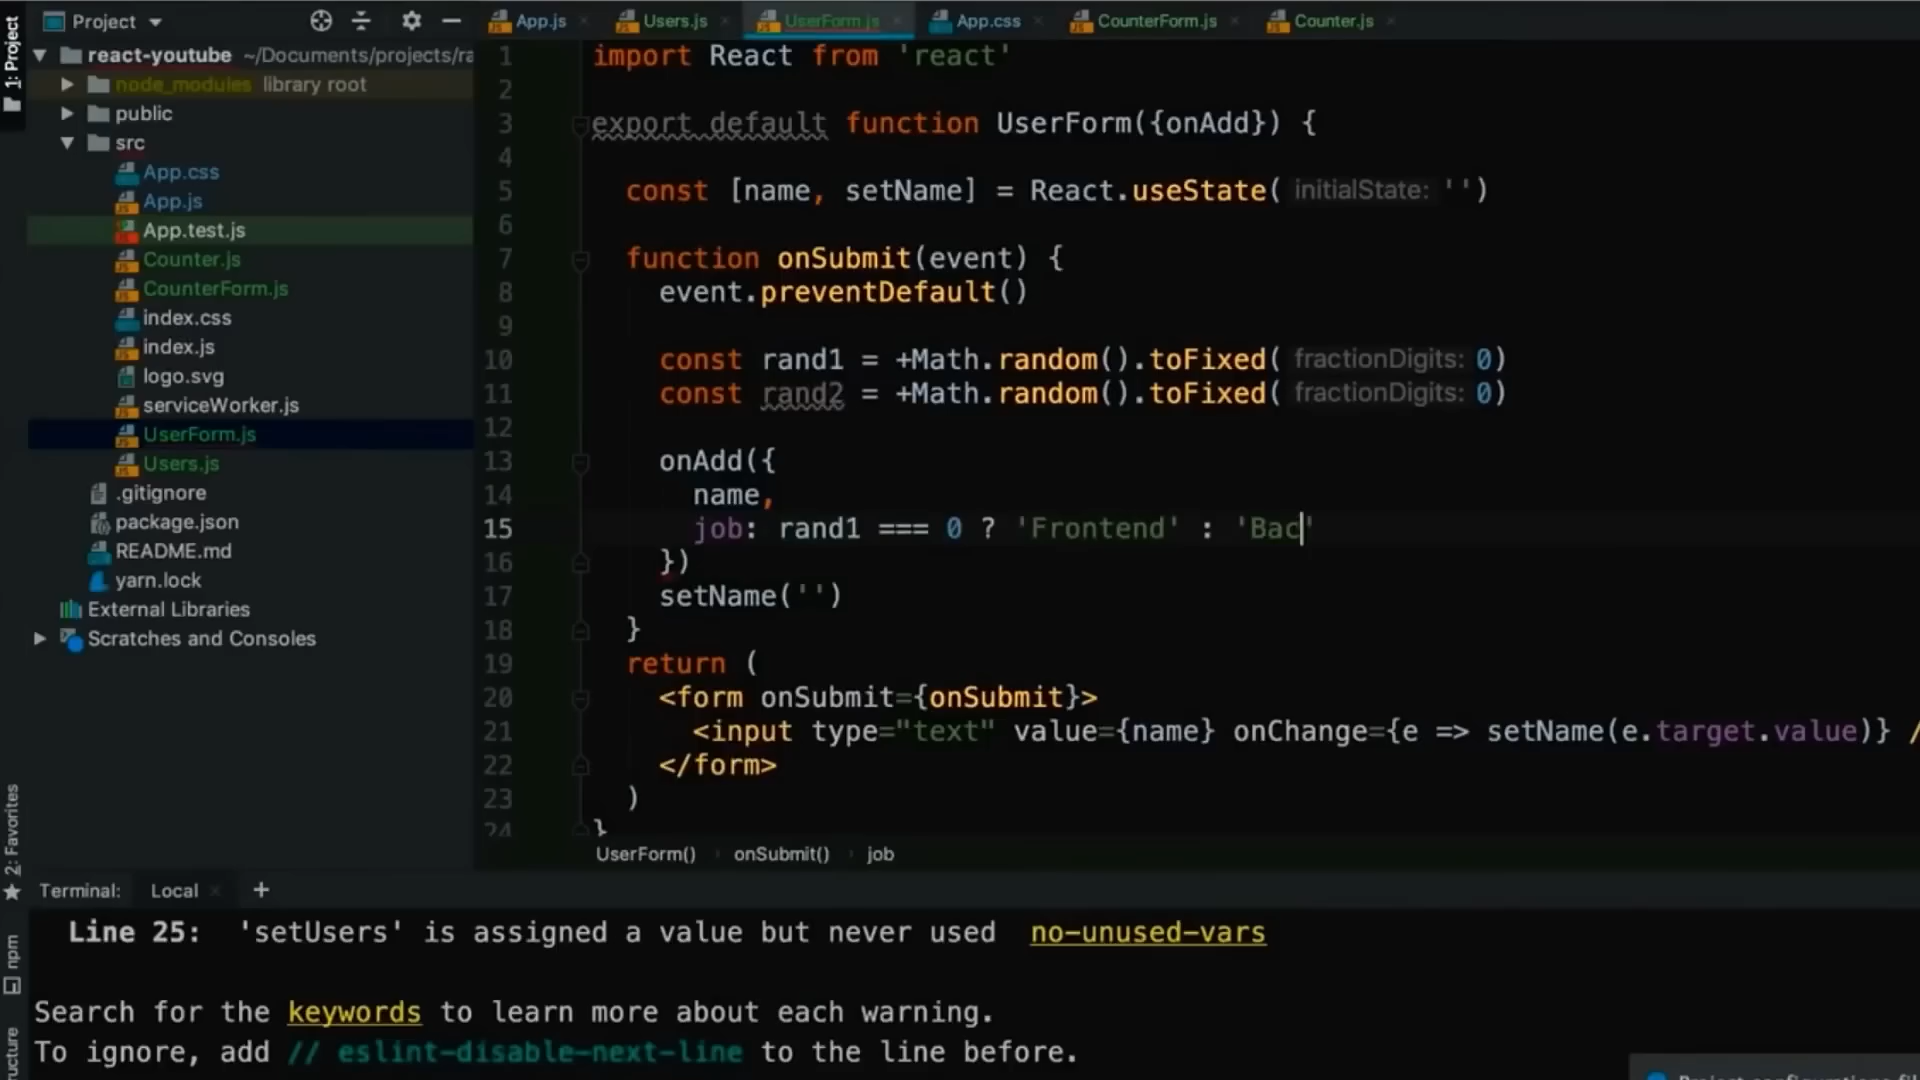 Project
App.js
Users.js
UserForm.js
App.css
CounterForm.js
Counter.js
1: Project
react-youtube ~/Documents/projects/ra
node_modules library root
public
src
App.css
App.js
App.test.js
Counter.js
CounterForm.js
index.css
index.js
logo.svg
serviceWorker.js
UserForm.js
Users.js
.gitignore
package.json
README.md
yarn.lock
External Libraries
Scratches and Consoles
1 import React from 'react'
2
3 export default function UserForm({onAdd}) {
4
5 const [name, setName] = React.useState( initialState: '')
6
7 function onSubmit(event) {
8 event.preventDefault()
9
10 const rand1 = +Math.random().toFixed( fractionDigits: 0)
11 const rand2 = +Math.random().toFixed( fractionDigits: 0)
12
13 onAdd({
14 name,
15 job: rand1 === 0 ? 'Frontend' : 'Bac'
16 })
17 setName('')
18 }
19 return (
20 <form onSubmit={onSubmit}>
21 <input type="text" value={name} onChange={e => setName(e.target.value)} /
22 </form>
23 )
24 }
UserForm() onSubmit() job
2: Favorites
npm
ructure
Terminal: Local +
Line 25: 'setUsers' is assigned a value but never used no-unused-vars
Search for the keywords to learn more about each warning.
To ignore, add // eslint-disable-next-line to the line before.